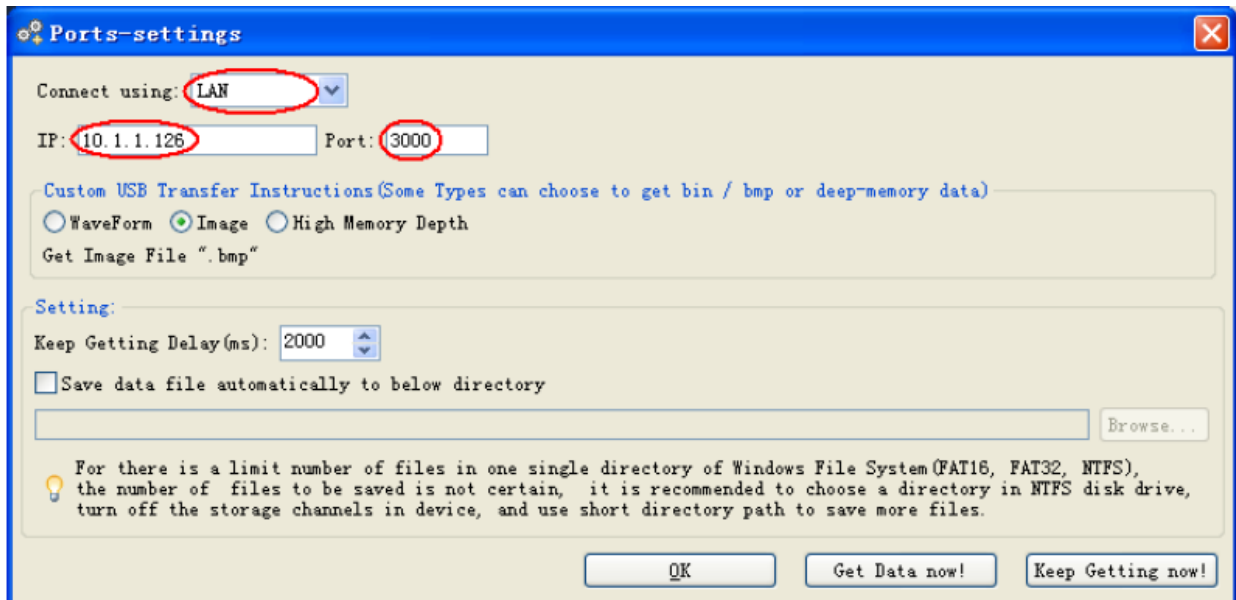 Ports-settings
Connect using: LAN
IP: 10.1.1.126 Port: 3000
Custom USB Transfer Instructions(Some Types can choose to get bin / bmp or deep-memory data)
WaveForm Image High Memory Depth
Get Image File ".bmp"
Setting:
Keep Getting Delay(ms): 2000
Save data file automatically to below directory
Browse...
For there is a limit number of files in one single directory of Windows File System(FAT16, FAT32, NTFS),
the number of files to be saved is not certain, it is recommended to choose a directory in NTFS disk drive,
turn off the storage channels in device, and use short directory path to save more files.
OK Get Data now! Keep Getting now!